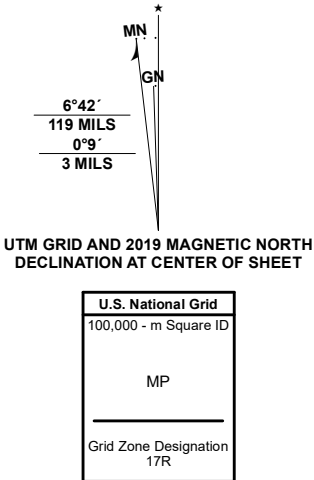 MN
GN
6°42´
119 MILS
0°9´
3 MILS
UTM GRID AND 2019 MAGNETIC NORTH
DECLINATION AT CENTER OF SHEET
U.S. National Grid
100,000 - m Square ID
MP
Grid Zone Designation
17R